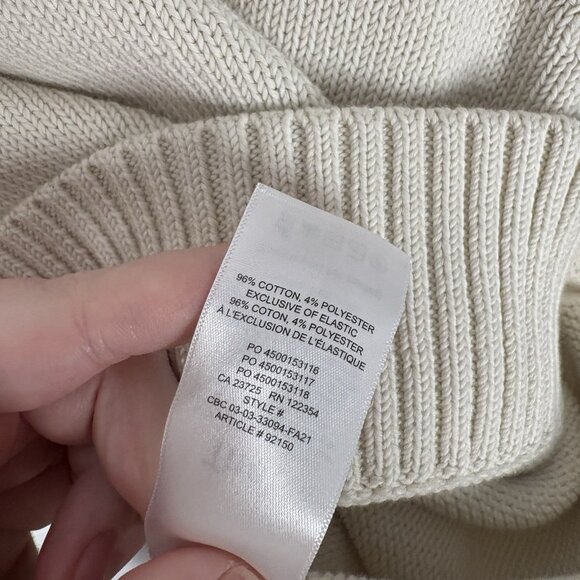 96% COTTON, 4% POLYESTER
EXCLUSIVE OF ELASTIC
96% COTON, 4% POLYESTER
À L'EXCLUSION DE L'ÉLASTIQUE
PO 4500153116
PO 4500153117
PO 4500153118
CA 23725 RN 122354
STYLE #
CBC 03-03-33094-FA21
ARTICLE # 92150